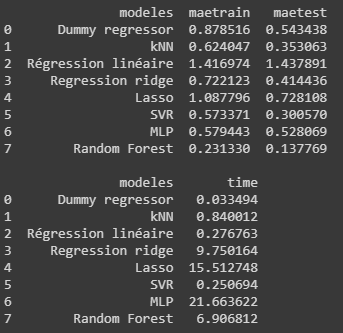 modeles maetrain maetest
0 Dummy regressor 0.878516 0.543438
1 kNN 0.624047 0.353063
2 Régression linéaire 1.416974 1.437891
3 Regression ridge 0.722123 0.414436
4 Lasso 1.087796 0.728108
5 SVR 0.573371 0.300570
6 MLP 0.579443 0.528069
7 Random Forest 0.231330 0.137769
modeles time
0 Dummy regressor 0.033494
1 kNN 0.840012
2 Régression linéaire 0.276763
3 Regression ridge 9.750164
4 Lasso 15.512748
5 SVR 0.250694
6 MLP 21.663622
7 Random Forest 6.906812